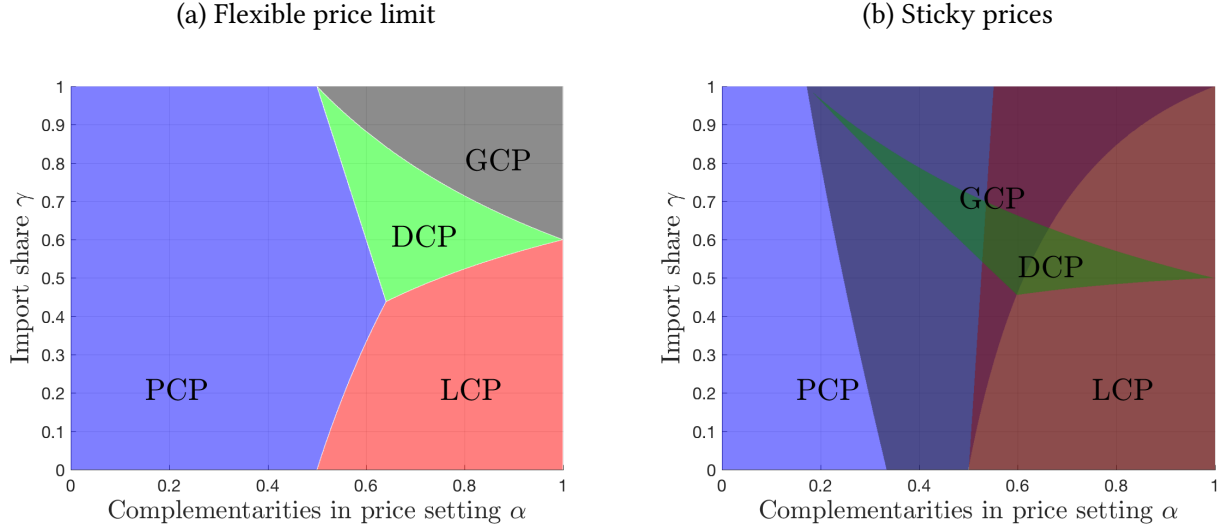 (a) Flexible price limit
1
0.9
0.8
0.7
0.6
0.5
0.4
0.3
0.2
0.1
0
0
0.2
0.4
0.6
0.8
1
Import share γ
Complementarities in price setting α
GCP
DCP
PCP
LCP
(b) Sticky prices
1
0.9
0.8
0.7
0.6
0.5
0.4
0.3
0.2
0.1
0
0
0.2
0.4
0.6
0.8
1
Import share γ
Complementarities in price setting α
GCP
DCP
PCP
LCP